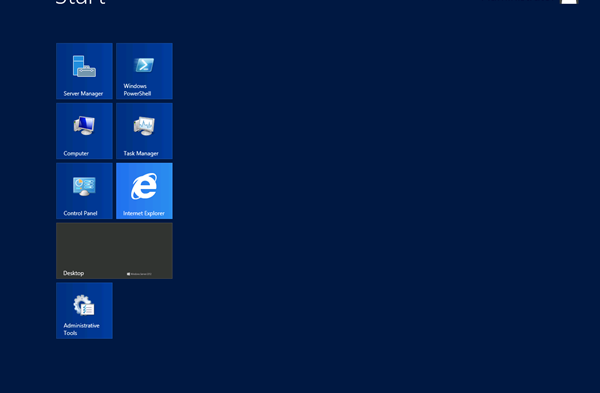 Start
Server Manager
Windows
PowerShell
Computer
Task Manager
Control Panel
Internet Explorer
Desktop
Administrative
Tools